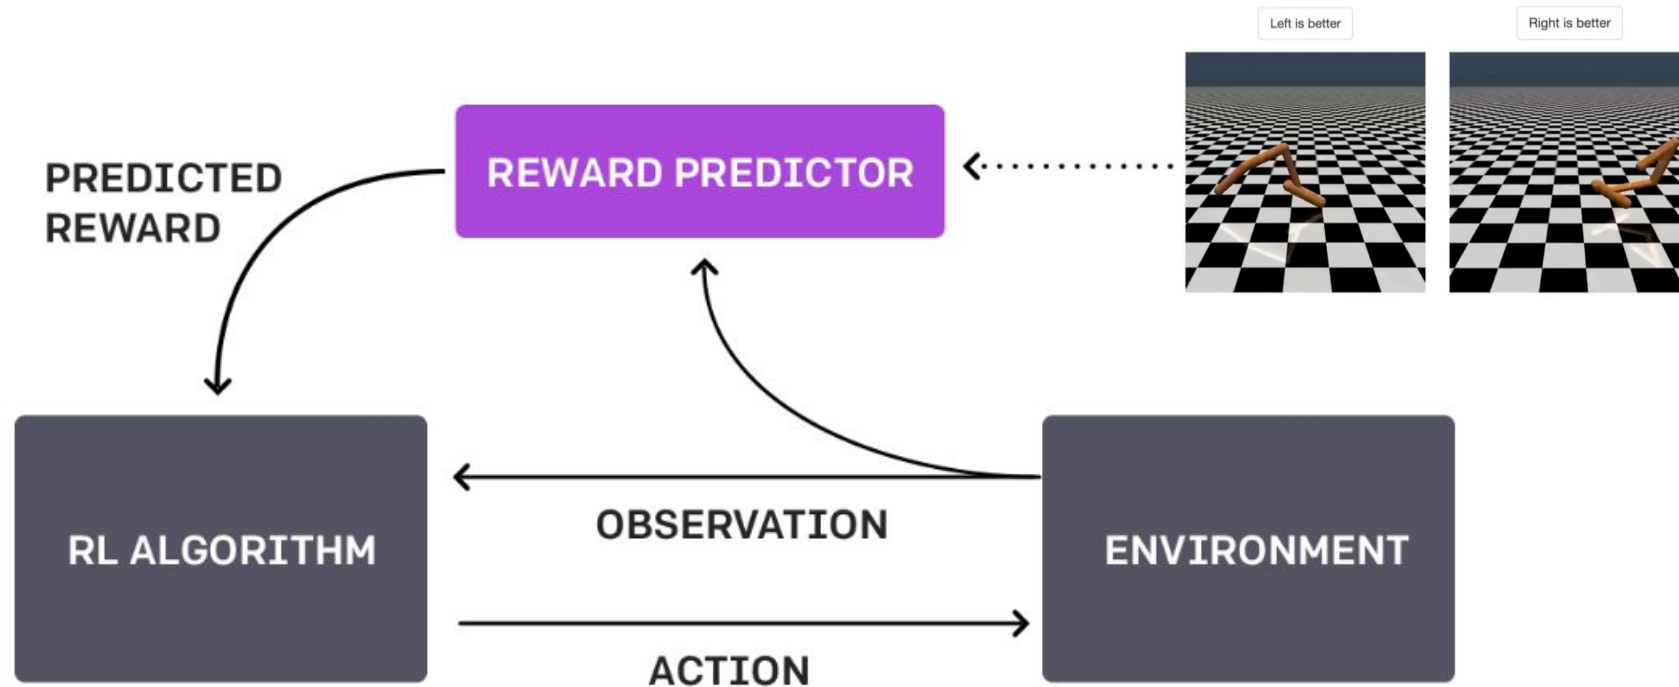 Left is better
Right is better
REWARD PREDICTOR
PREDICTED
REWARD
OBSERVATION
RL ALGORITHM
ENVIRONMENT
ACTION